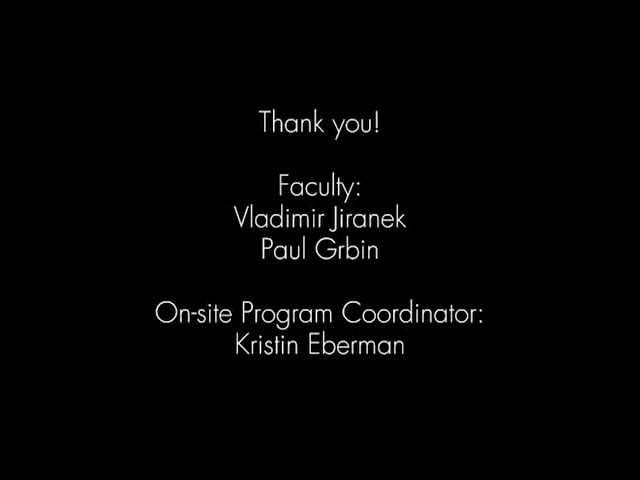 Thank you!
Faculty:
Vladimir Jiranek
Paul Grbin
On-site Program Coordinator:
Kristin Eberman